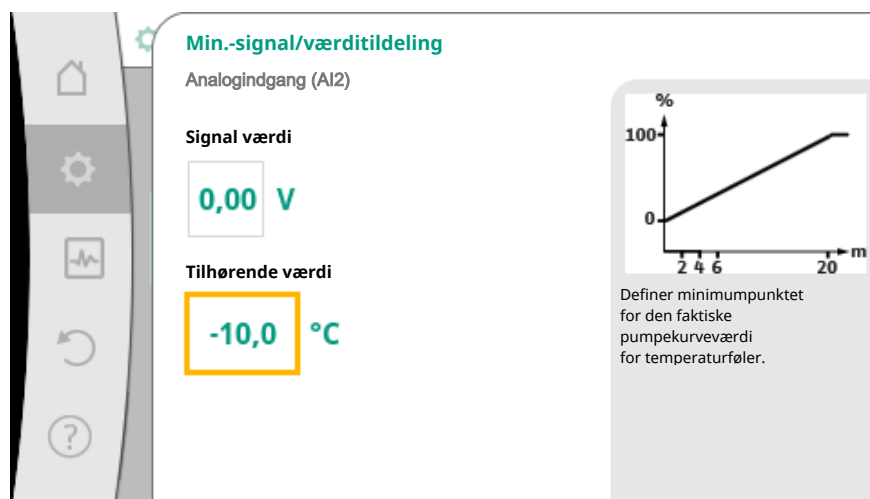 Min.-signal/værditildeling
Analogindgang (AI2)
Signal værdi
0,00 V
Tilhørende værdi
-10,0 °C
%
100
0
2 4 6 20 m
Definer minimumpunktet
for den faktiske
pumpekurveværdi
for temperaturføler.
?